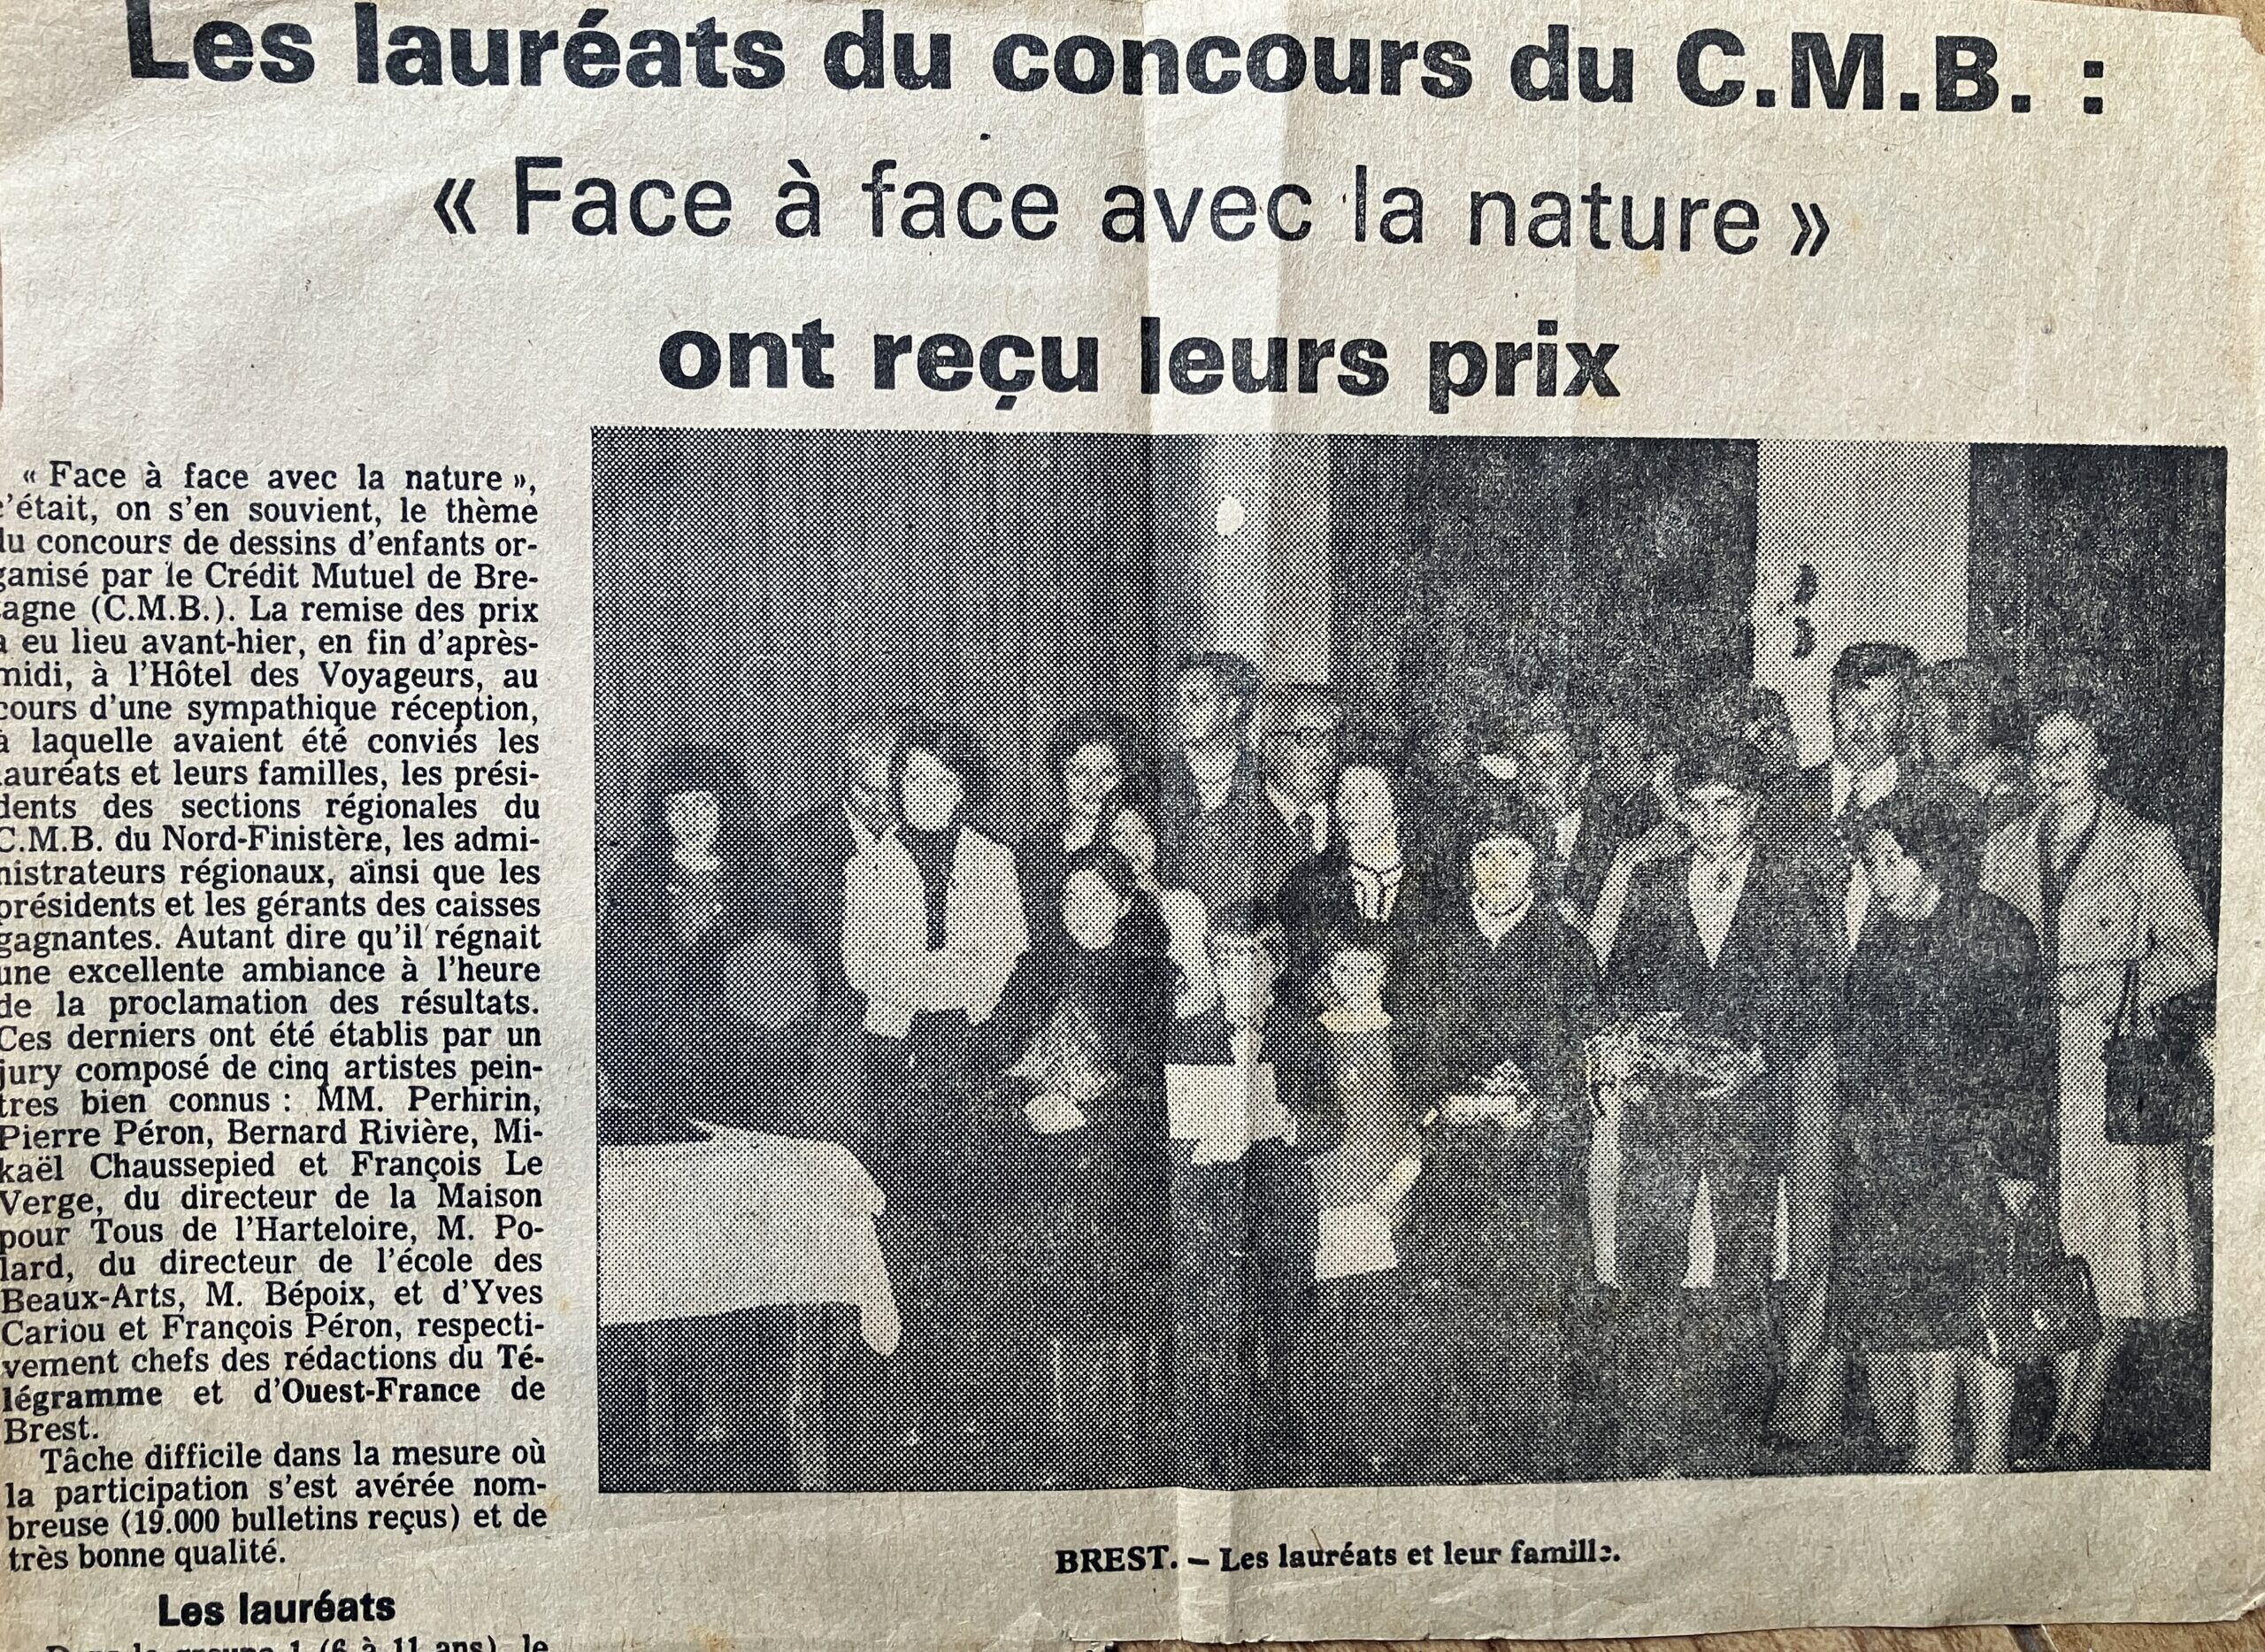 Les lauréats du concours du C.M.B. :
« Face à face avec la nature »
ont reçu leurs prix
« Face à face avec la nature »,
c'était, on s'en souvient, le thème
du concours de dessins d'enfants or-
ganisé par le Crédit Mutuel de Bre-
tagne (C.M.B.). La remise des prix
a eu lieu avant-hier, en fin d'après-
midi, à l'Hôtel des Voyageurs, au
cours d'une sympathique réception,
à laquelle avaient été conviés les
lauréats et leurs familles, les prési-
dents des sections régionales du
C.M.B. du Nord-Finistère, les admi-
nistrateurs régionaux, ainsi que les
présidents et les gérants des caisses
gagnantes. Autant dire qu'il régnait
une excellente ambiance à l'heure
de la proclamation des résultats.
Ces derniers ont été établis par un
jury composé de cinq artistes pein-
tres bien connus : MM. Perhirin,
Pierre Péron, Bernard Rivière, Mi-
kaël Chaussepied et François Le
Verge, du directeur de la Maison
pour Tous de l'Harteloire, M. Po-
lard, du directeur de l'école des
Beaux-Arts, M. Bépoix, et d'Yves
Cariou et François Péron, respecti-
vement chefs des rédactions du Té-
légramme et d'Ouest-France de
Brest.
Tâche difficile dans la mesure où
la participation s'est avérée nom-
breuse (19.000 bulletins reçus) et de
très bonne qualité.
Les lauréats
Dans le groupe 1 (6 à 11 ans), le
BREST. – Les lauréats et leur famille.